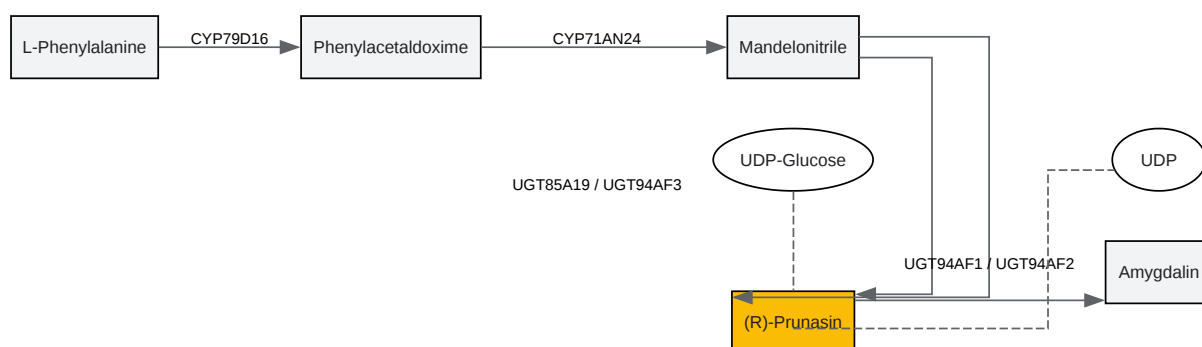 L-Phenylalanine
CYP79D16
Phenylacetaldoxime
CYP71AN24
Mandelonitrile
UDP-Glucose
UDP
UGT85A19 / UGT94AF3
UGT94AF1 / UGT94AF2
Amygdalin
(R)-Prunasin